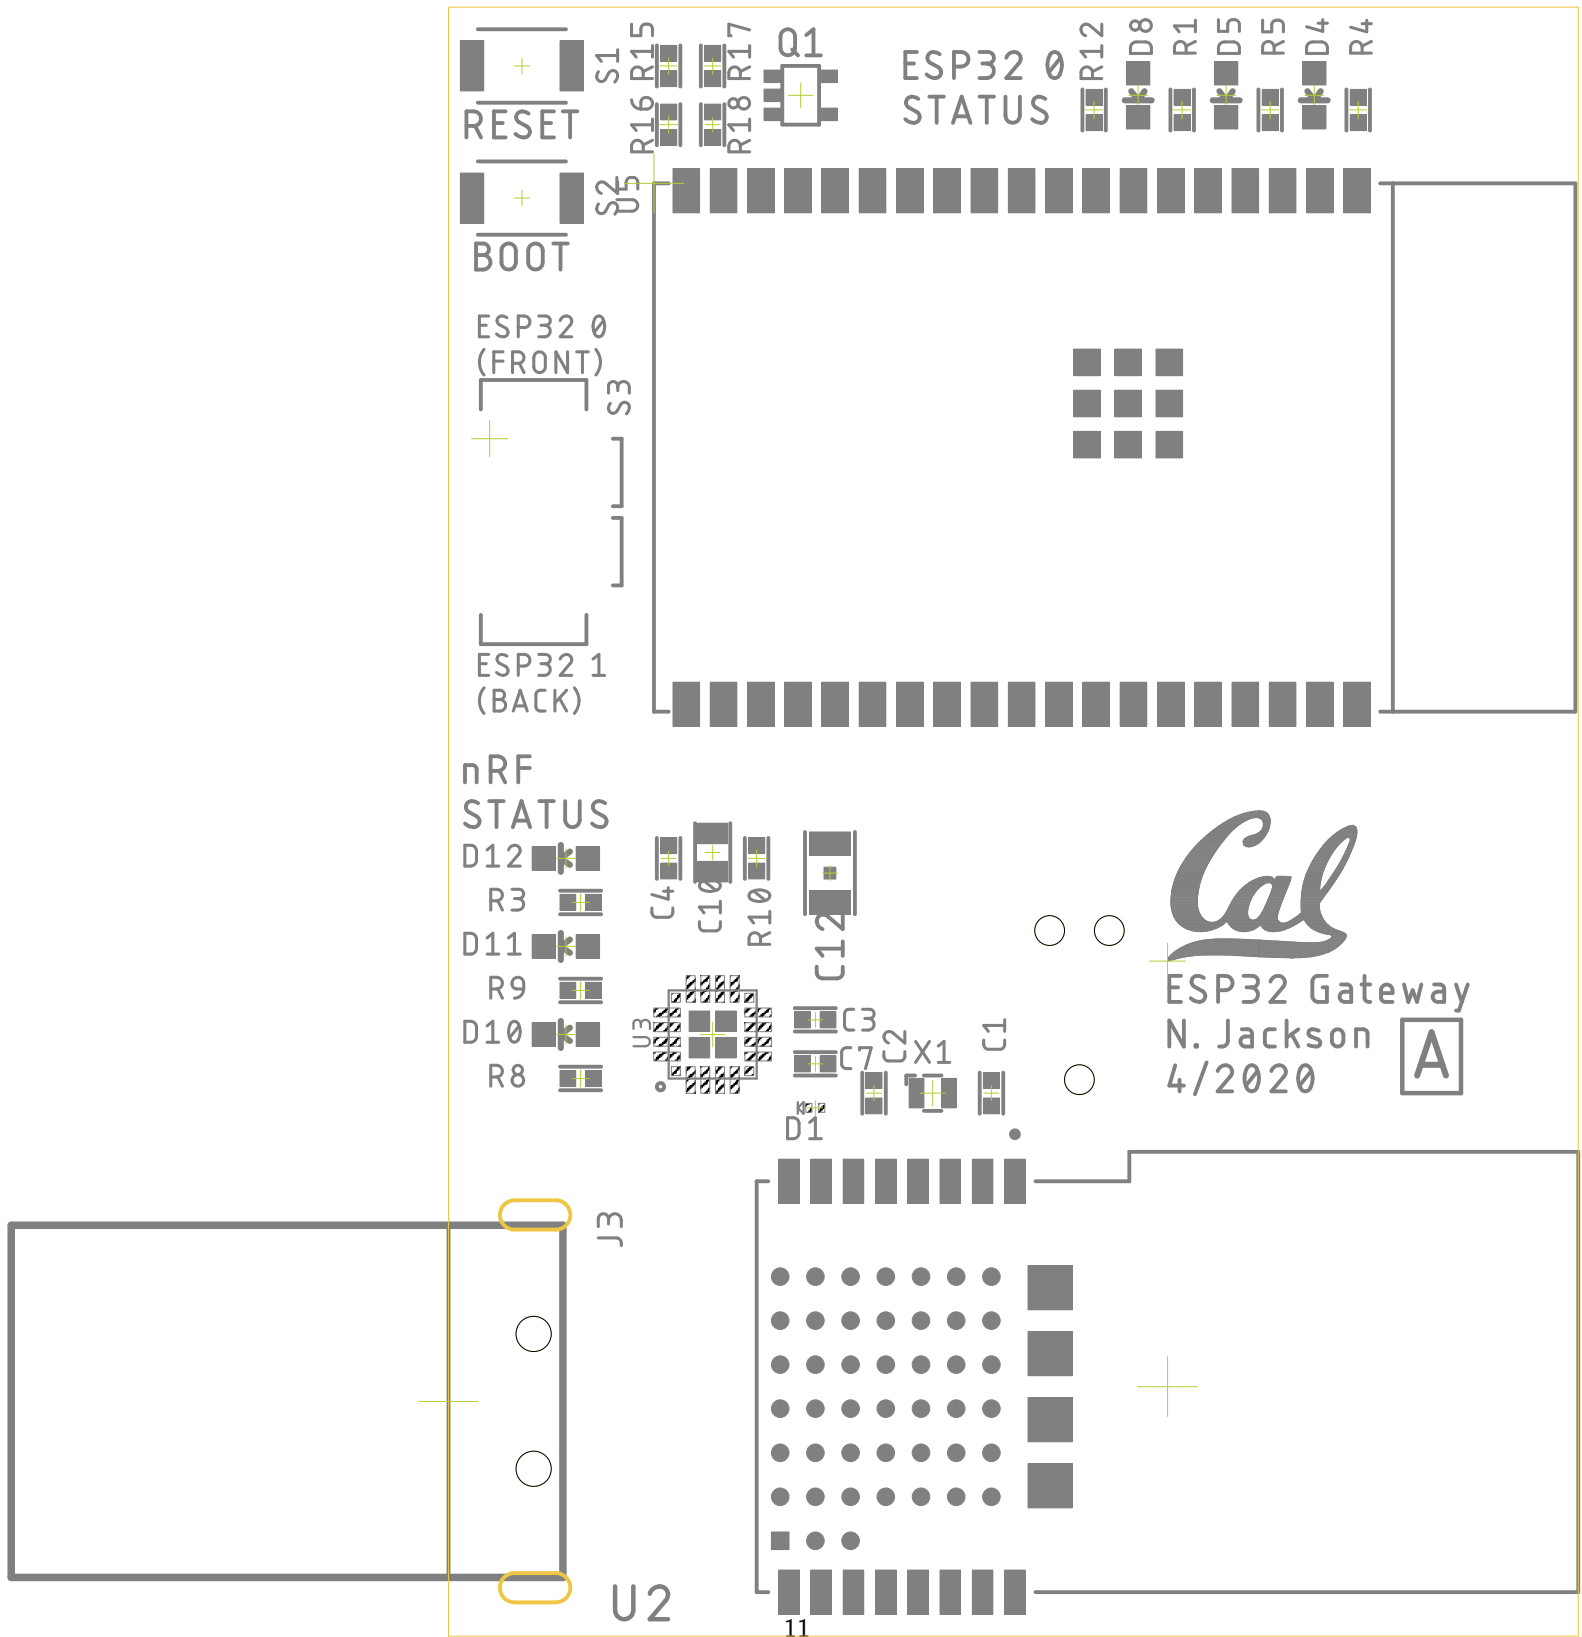 S1
R15
R17
Q1
ESP32 0
STATUS
R12
D8
R1
D5
R5
D4
R4
RESET
R16
R18
S2
U5
BOOT
ESP32 0
(FRONT)
S3
ESP32 1
(BACK)
nRF
STATUS
D12
R3
D11
R9
D10
R8
C4
C10
R10
C12
Cal
ESP32 Gateway
N. Jackson
4/2020
A
U3
C3
C7
C2
X1
C1
D1
J3
U2
11